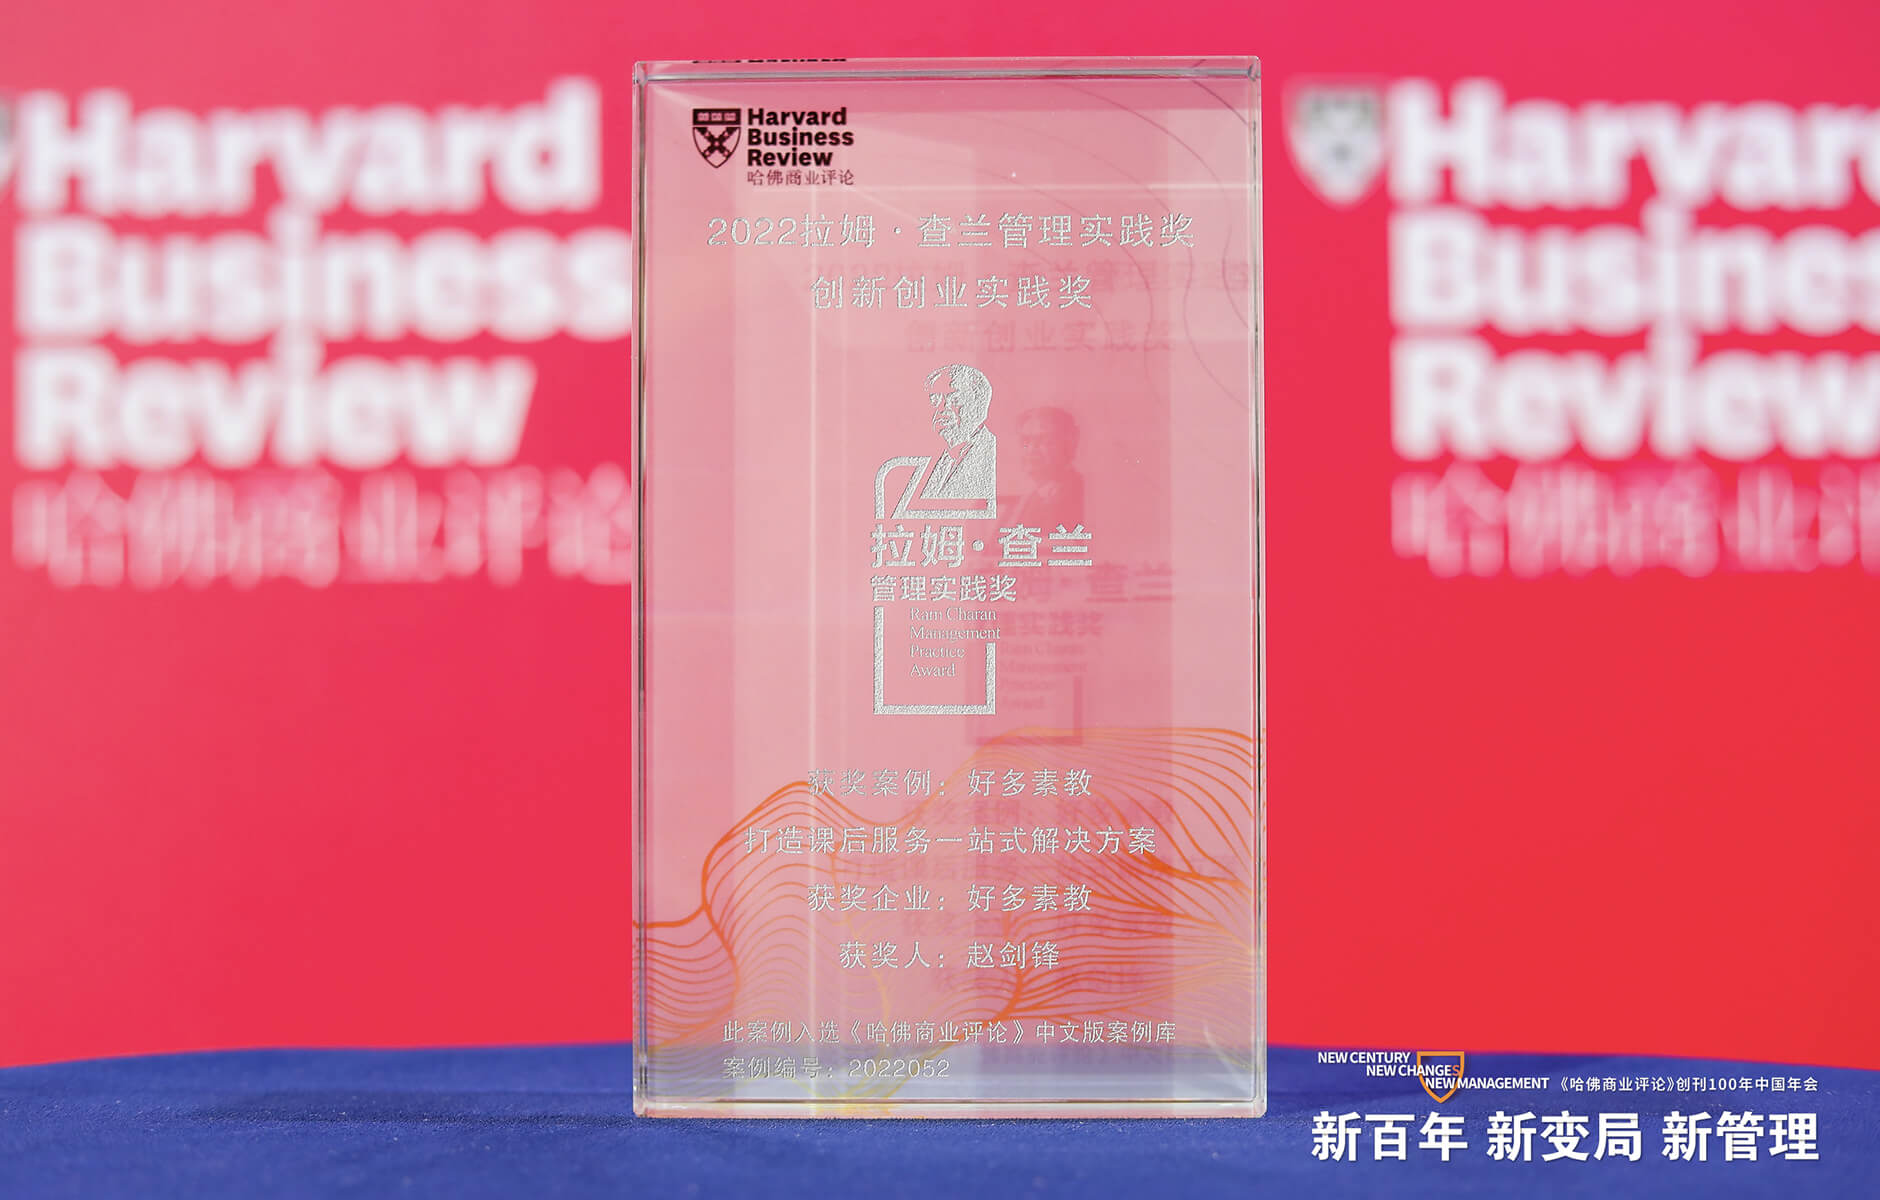 Harvard
Business
Review
哈佛商业评论
Harvard
Business
Review
哈佛商业评论
2022拉姆·查兰管理实践奖
创新创业实践奖
拉姆·查兰
管理实践奖
Ram Charan
Management
Practice
Award
获奖案例：好多素教
打造课后服务一站式解决方案
获奖企业：好多素教
获奖人：赵剑锋
此案例入选《哈佛商业评论》中文版案例库
案例编号：2022052
Harvard
Business
Review
哈佛商业评
NEW CENTURY
NEW CHANGES
NEW MANAGEMENT 《哈佛商业评论》创刊100年中国年会
新百年 新变局 新管理